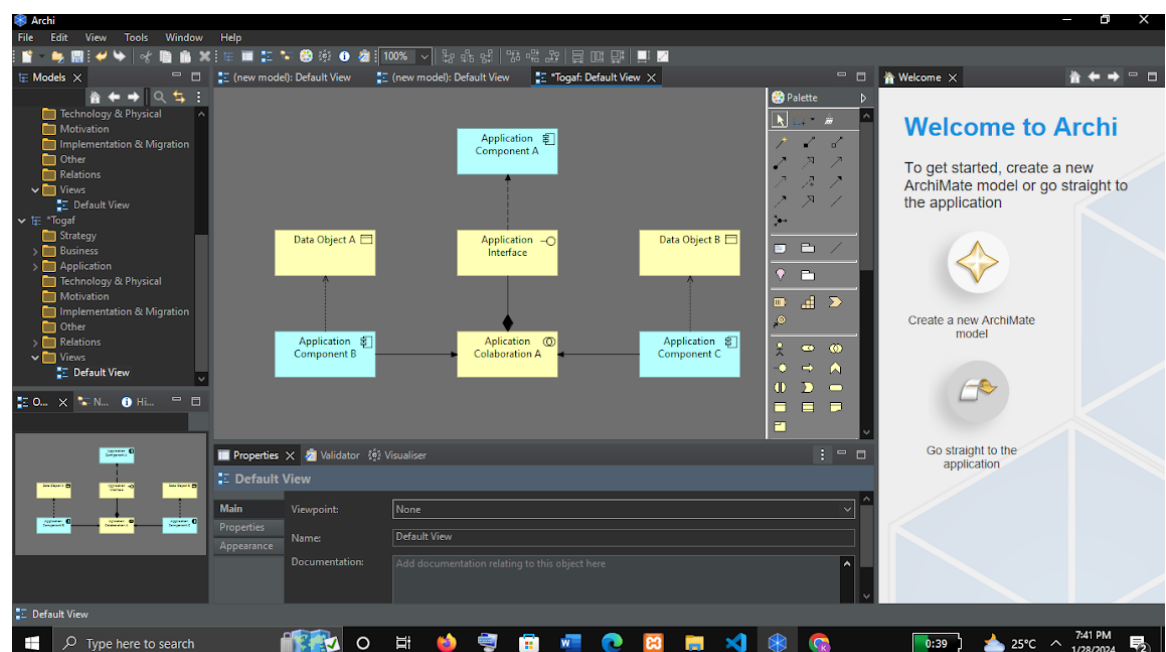 Archi
File Edit View Tools Window Help
100%
Models
(new model): Default View
(new model): Default View
*Togaf: Default View
Welcome
Technology & Physical
Motivation
Implementation & Migration
Other
Relations
Views
Default View
*Togaf
Strategy
Business
Application
Technology & Physical
Motivation
Implementation & Migration
Other
Relations
Views
Default View
Application
Component A
Data Object A
Application
Interface
Data Object B
Application
Component B
Aplication
Colaboration A
Application
Component C
Palette
Welcome to Archi
To get started, create a new
ArchiMate model or go straight to
the application
Create a new ArchiMate
model
Go straight to the
application
O...
N...
Hi...
Properties
Validator
Visualiser
Default View
Main
Properties
Appearance
Viewpoint:
None
Name:
Default View
Documentation:
Add documentation relating to this object here
Default View
Type here to search
0:39
25°C
7:41 PM
1/28/2024
2